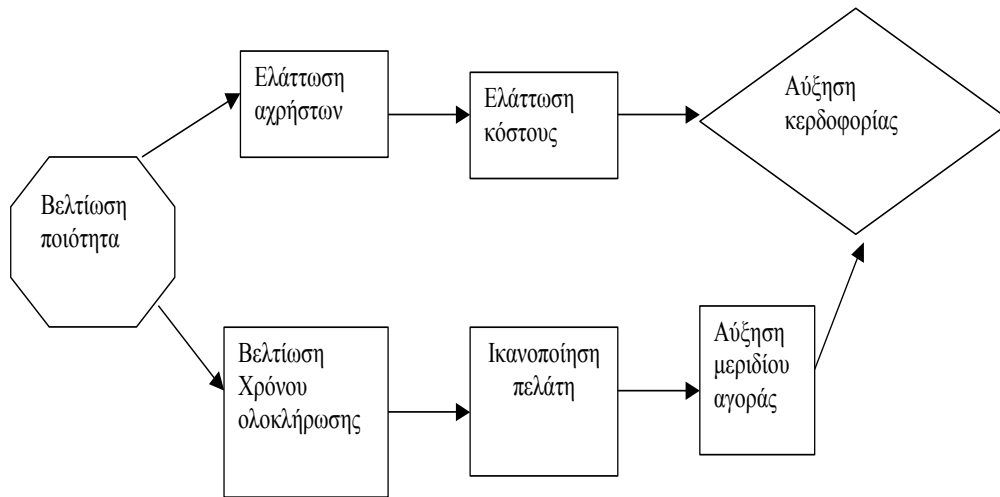 Βελτίωση
ποιότητα
Ελάττωση
αχρήστων
Ελάττωση
κόστους
Αύξηση
κερδοφορίας
Βελτίωση
Χρόνου
ολοκλήρωσης
Ικανοποίηση
πελάτη
Αύξηση
μεριδίου
αγοράς